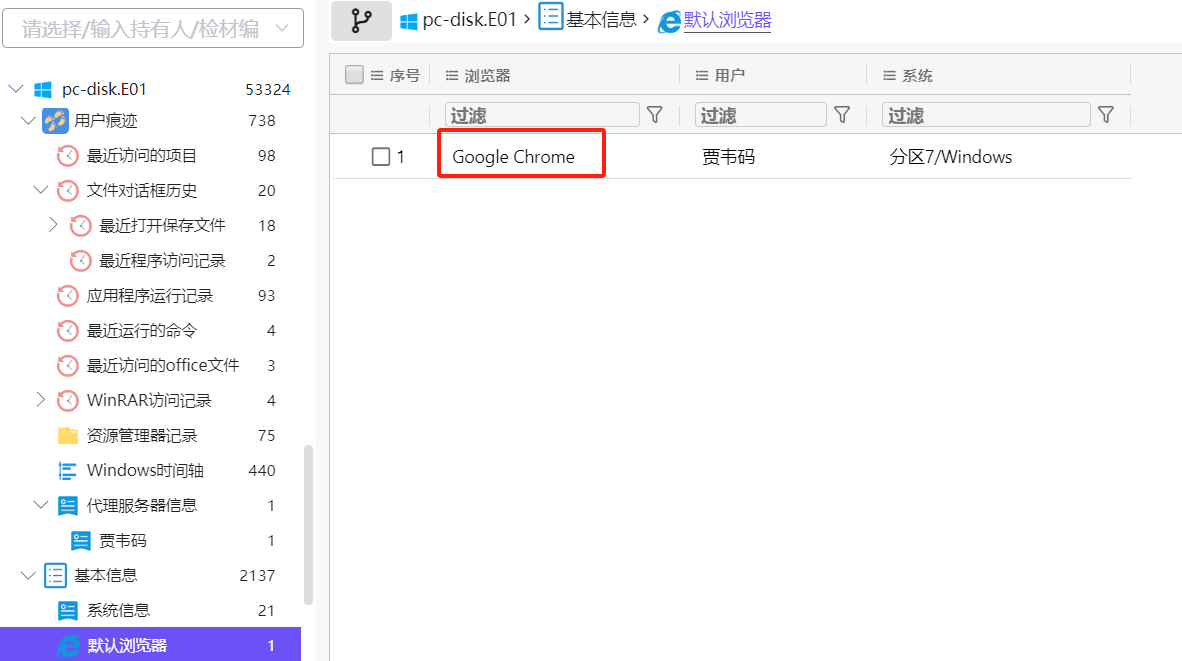 请选择/输入持有人/检材编
pc-disk.E01 53324
用户痕迹 738
最近访问的项目 98
文件对话框历史 20
最近打开保存文件 18
最近程序访问记录 2
应用程序运行记录 93
最近运行的命令 4
最近访问的office文件 3
WinRAR访问记录 4
资源管理器记录 75
Windows时间轴 440
代理服务器信息 1
贾韦码 1
基本信息 2137
系统信息 21
默认浏览器 1
pc-disk.E01 › 基本信息 › 默认浏览器
序号 浏览器 用户 系统
过滤 过滤 过滤
1 Google Chrome 贾韦码 分区7/Windows